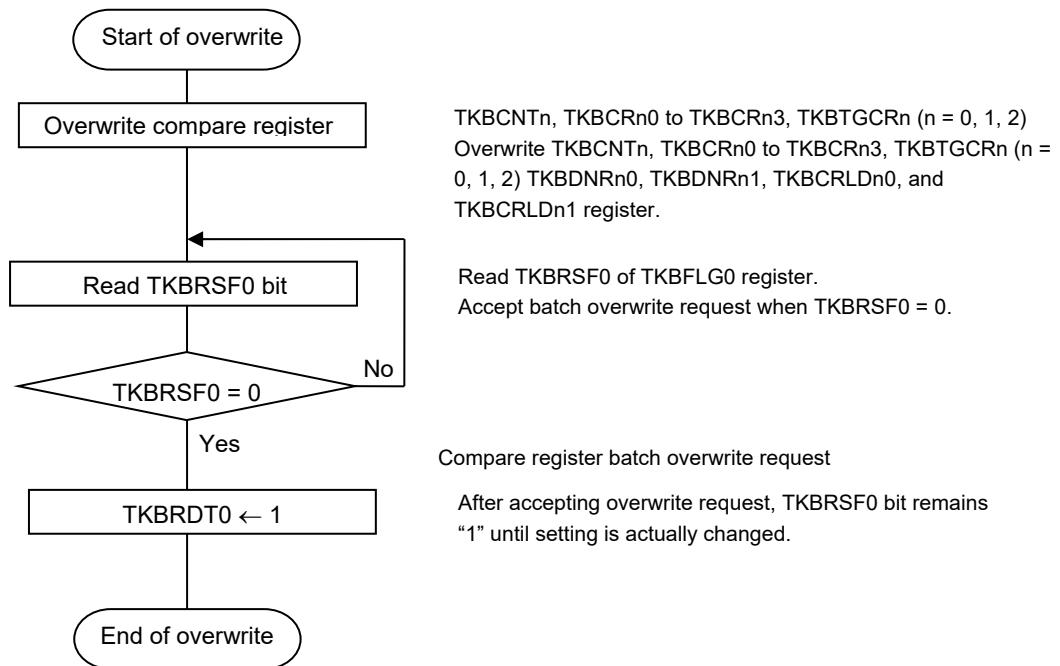 Start of overwrite
Overwrite compare register
TKBCNTn, TKBCRn0 to TKBCRn3, TKBTGCRn (n = 0, 1, 2)
Overwrite TKBCNTn, TKBCRn0 to TKBCRn3, TKBTGCRn (n =
0, 1, 2) TKBDNRn0, TKBDNRn1, TKBCRLDn0, and
TKBCRLDn1 register.
Read TKBRSF0 bit
Read TKBRSF0 of TKBFLG0 register.
Accept batch overwrite request when TKBRSF0 = 0.
TKBRSF0 = 0
No
Yes
Compare register batch overwrite request
TKBRDT0 ← 1
After accepting overwrite request, TKBRSF0 bit remains
“1” until setting is actually changed.
End of overwrite